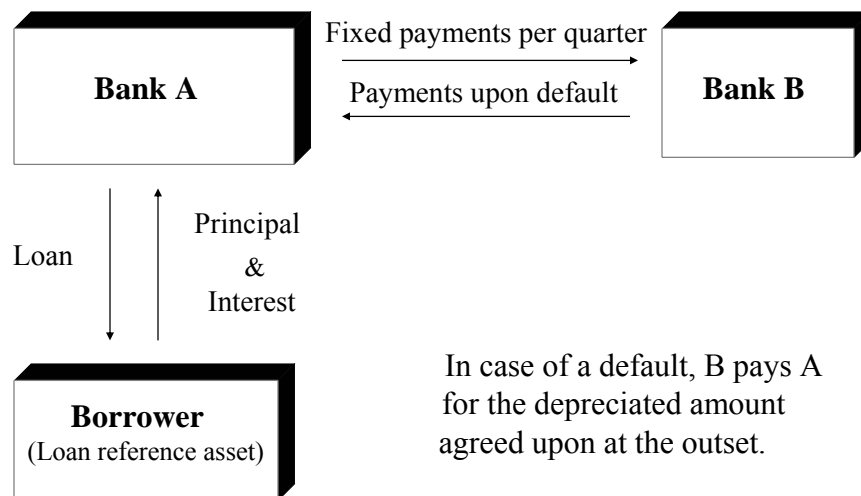 Fixed payments per quarter
Bank A
Payments upon default
Bank B
Loan
Principal
&
Interest
Borrower
(Loan reference asset)
In case of a default, B pays A
for the depreciated amount
agreed upon at the outset.